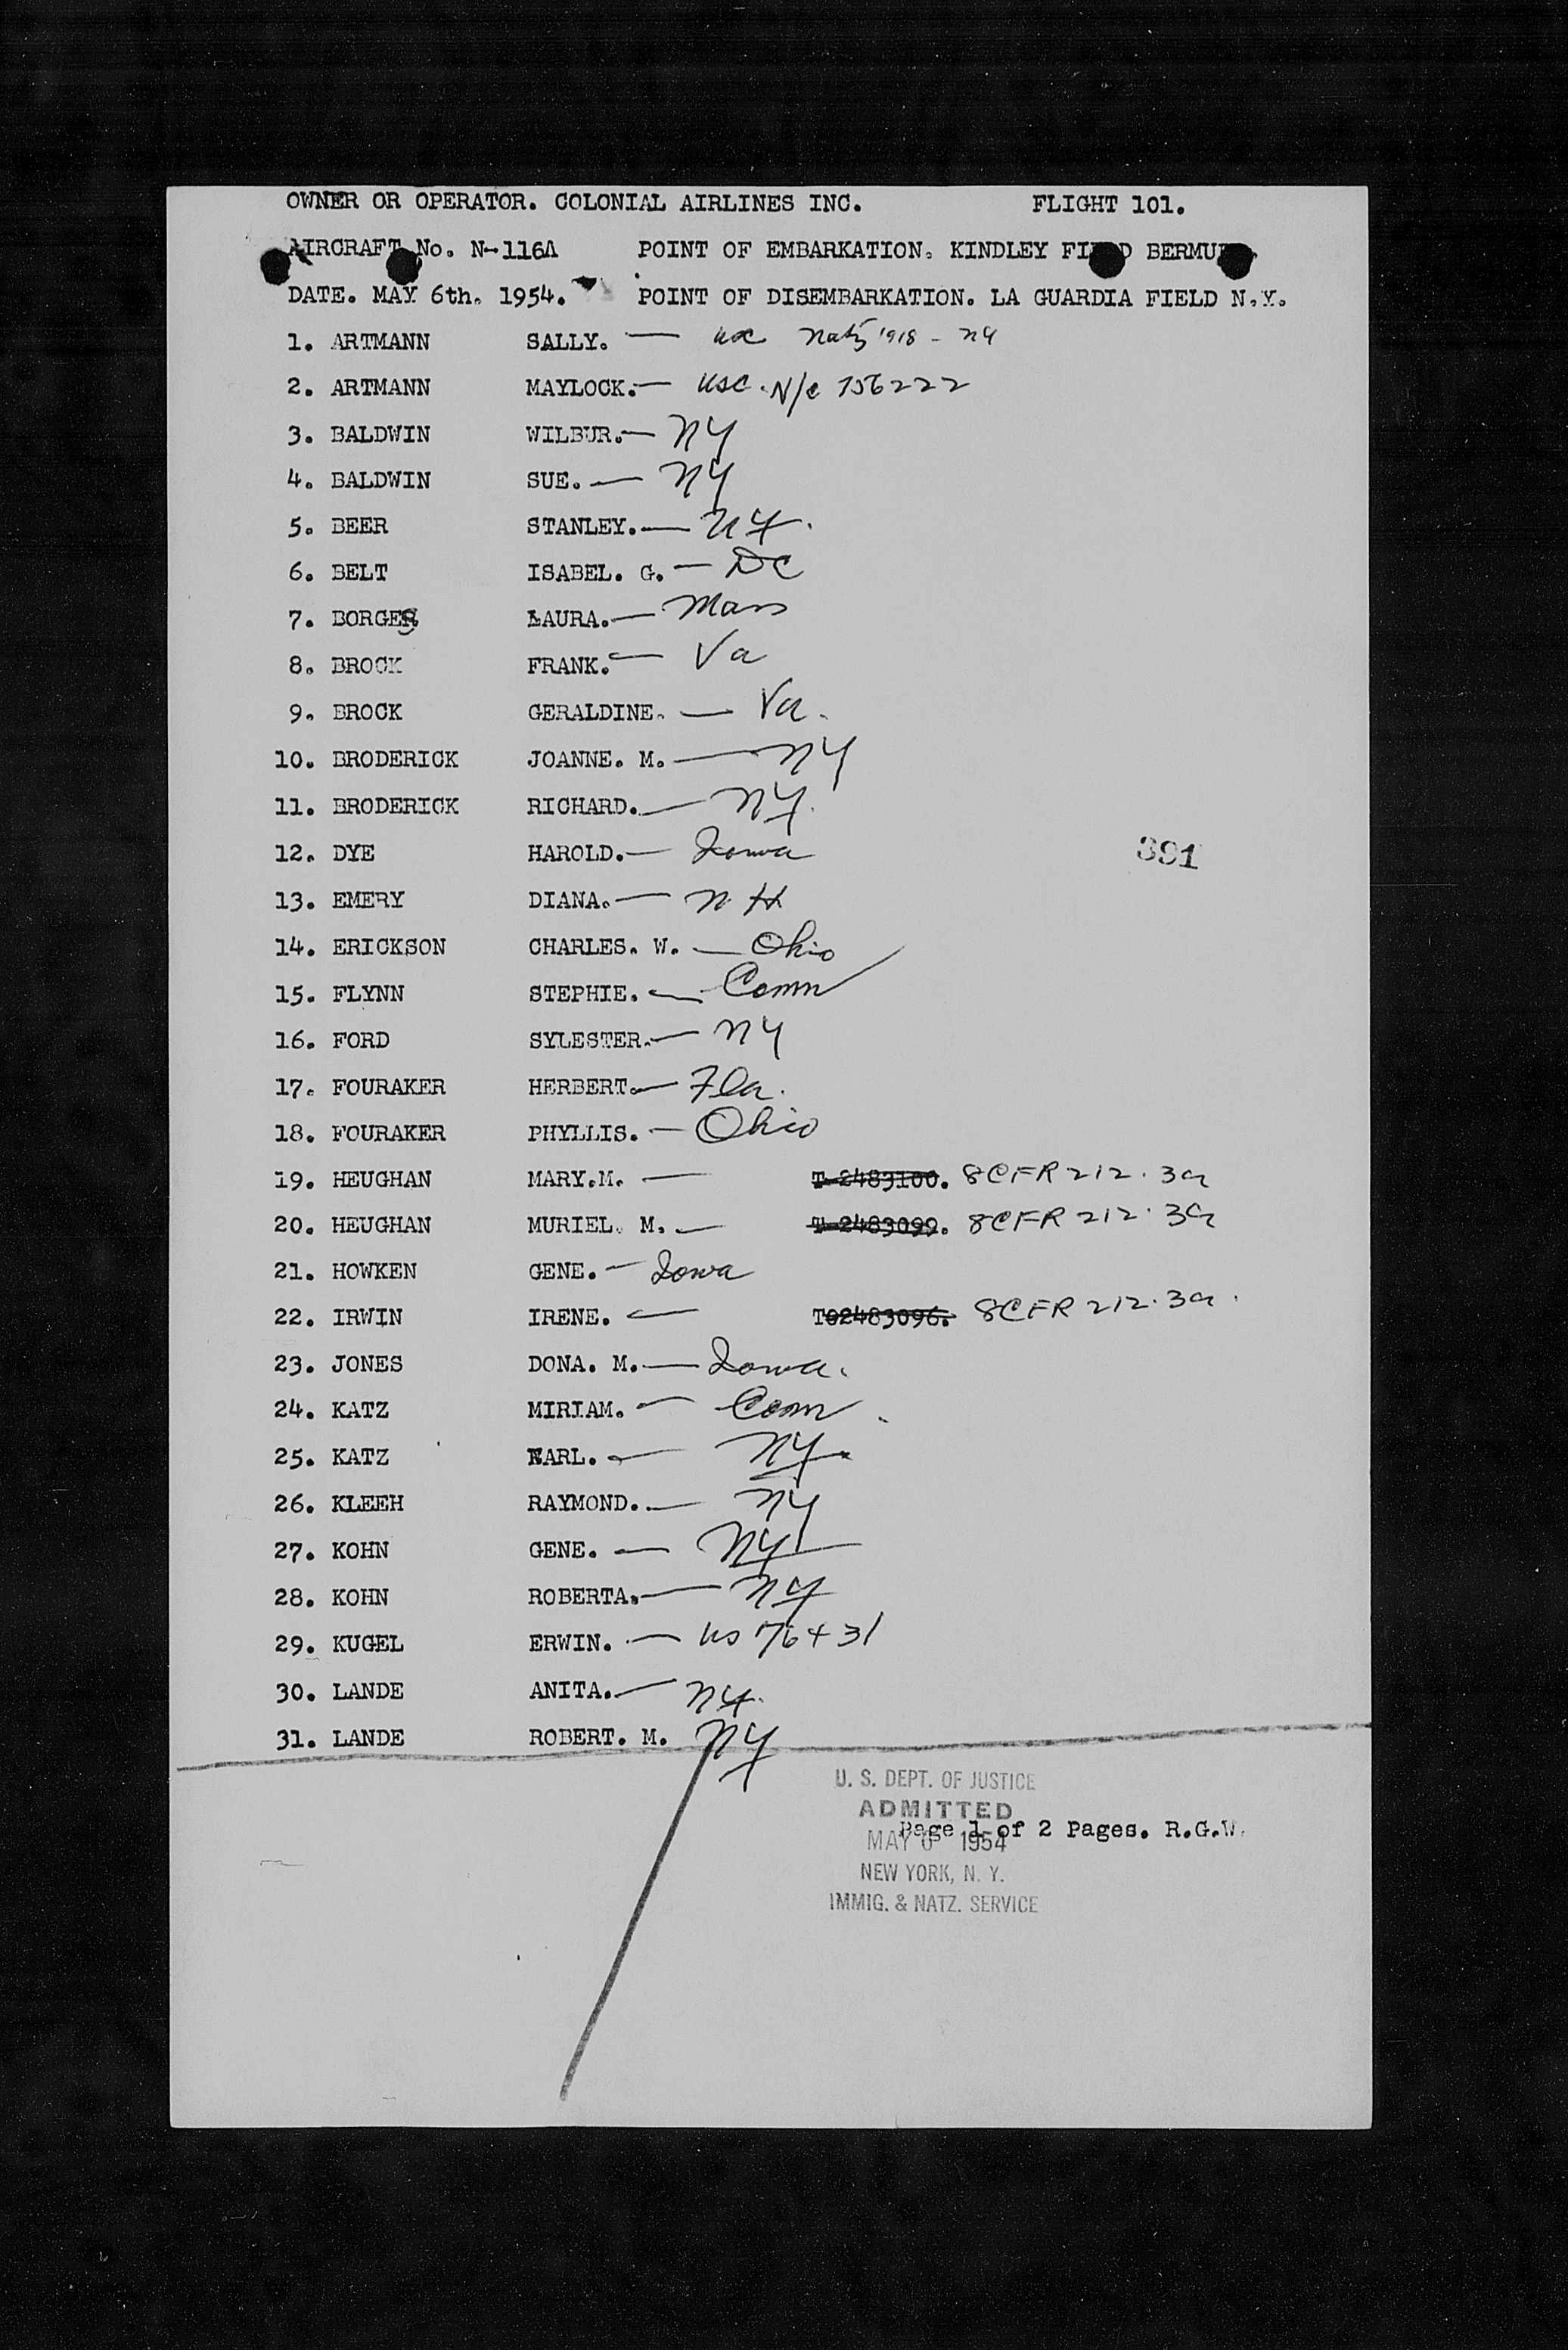 OWNER OR OPERATOR. COLONIAL AIRLINES INC. FLIGHT 101.
AIRCRAFT No. N-116A POINT OF EMBARKATION. KINDLEY FI D BERMU
DATE. MAY 6th. 1954. POINT OF DISEMBARKATION. LA GUARDIA FIELD N.Y.
1. ARTMANN SALLY. — Natz 1918 - NY
2. ARTMANN MAYLOCK. — USC. N/C 156222
3. BALDWIN WILBUR. — NY
4. BALDWIN SUE. — NY
5. BEER STANLEY. — NY.
6. BELT ISABEL. G. — DC
7. BORGES LAURA. — Mass
8. BROCK FRANK. — Va
9. BROCK GERALDINE. — Va.
10. BRODERICK JOANNE. M. — NY
11. BRODERICK RICHARD. — NY.
12. DYE HAROLD. — Iowa
391
13. EMERY DIANA. — NH
14. ERICKSON CHARLES. W. — Ohio
15. FLYNN STEPHIE. — Conn
16. FORD SYLESTER. — NY
17. FOURAKER HERBERT. — Fla.
18. FOURAKER PHYLLIS. — Ohio
19. HEUGHAN MARY.M. — T-2483100. 8CFR 212.3a
20. HEUGHAN MURIEL. M. — T-2483099. 8CFR 212.3a
21. HOWKEN GENE. — Iowa
22. IRWIN IRENE. — T02483096. 8CFR 212.3a.
23. JONES DONA. M. — Iowa.
24. KATZ MIRIAM. — Conn.
25. KATZ EARL. — NY
26. KLEEH RAYMOND. — NY
27. KOHN GENE. — NY
28. KOHN ROBERTA. — NY
29. KUGEL ERWIN. — US 76431
30. LANDE ANITA. — NY.
31. LANDE ROBERT. M. NY
U. S. DEPT. OF JUSTICE
ADMITTED
Page 1 of 2 Pages. R.G.W.
MAY 6 1954
NEW YORK, N. Y.
IMMIG. & NATZ. SERVICE